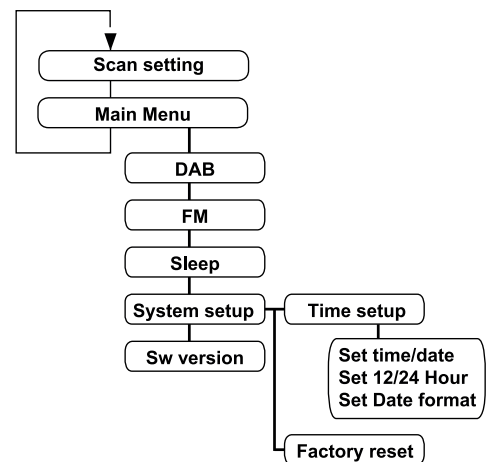 Scan setting
Main Menu
DAB
FM
Sleep
System setup
Time setup
Sw version
Set time/date
Set 12/24 Hour
Set Date format
Factory reset